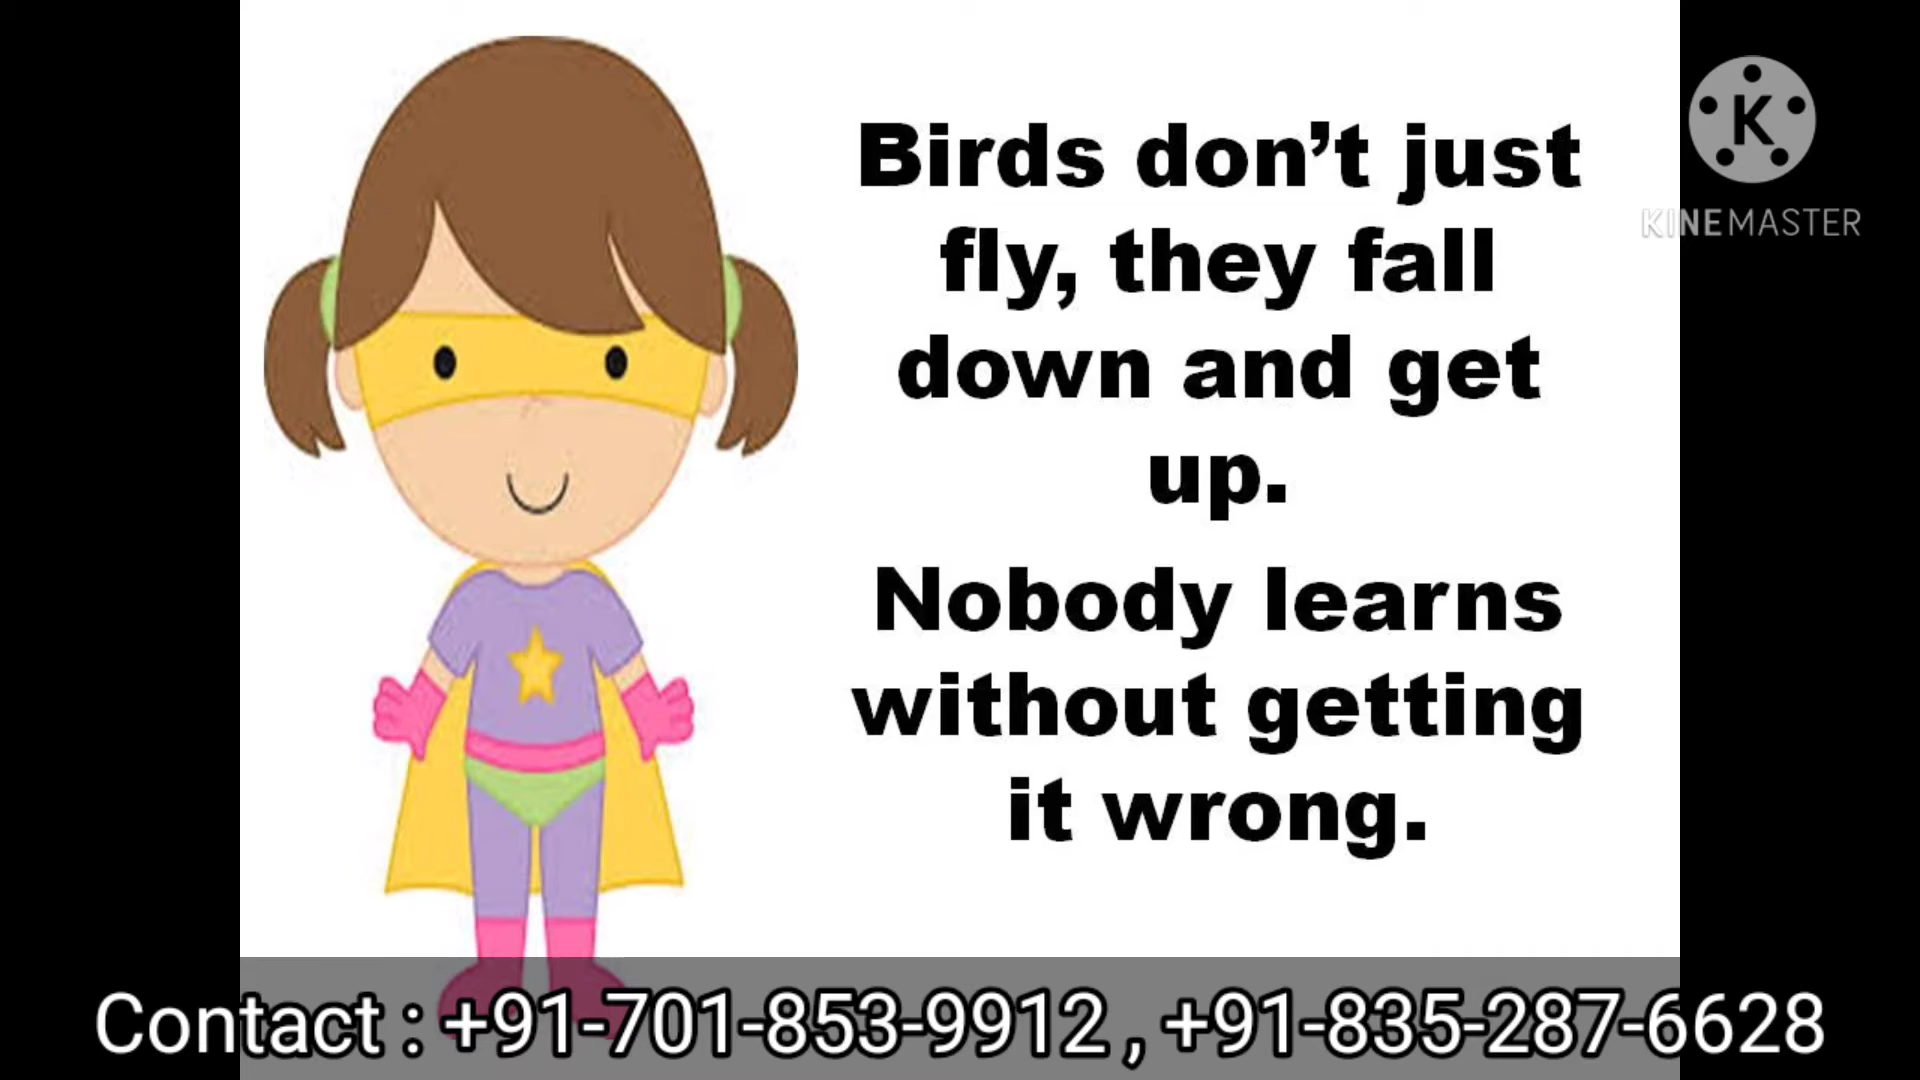 Birds don’t just
fly, they fall
down and get
up.
Nobody learns
without getting
it wrong.
K
KINEMASTER
Contact : +91-701-853-9912 , +91-835-287-6628